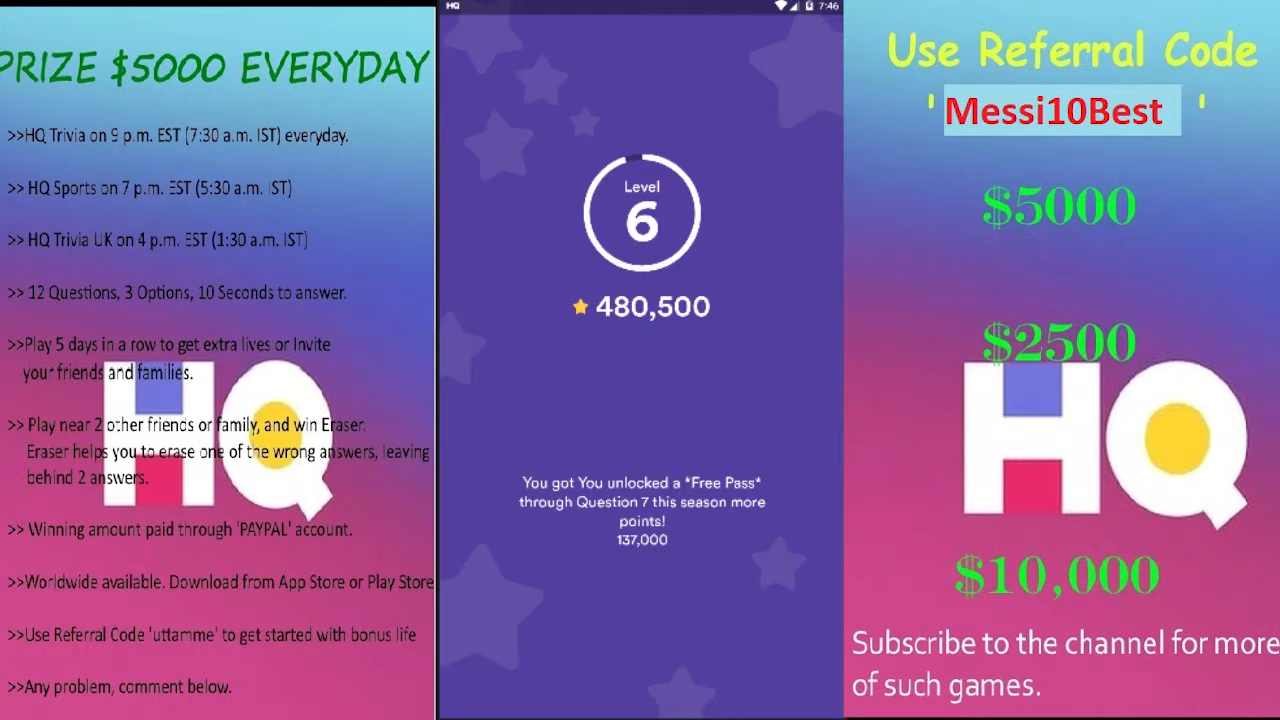 PRIZE $5000 EVERYDAY
>>HQ Trivia on 9 p.m. EST (7:30 a.m. IST) everyday.
>> HQ Sports on 7 p.m. EST (5:30 a.m. IST)
>> HQ Trivia UK on 4 p.m. EST (1:30 a.m. IST)
>> 12 Questions, 3 Options, 10 Seconds to answer.
>>Play 5 days in a row to get extra lives or Invite
your friends and families.
>> Play near 2 other friends or family, and win Eraser.
Eraser helps you to erase one of the wrong answers, leaving
behind 2 answers.
>> Winning amount paid through 'PAYPAL' account.
>>Worldwide available. Download from App Store or Play Store
>>Use Referral Code 'uttamme' to get started with bonus life
>>Any problem, comment below.
HQ
HQ 7:46
Level
6
480,500
You got You unlocked a *Free Pass*
through Question 7 this season more
points!
137,000
Use Referral Code
' Messi10Best '
$5000
$2500
HQ
$10,000
Subscribe to the channel for more
of such games.